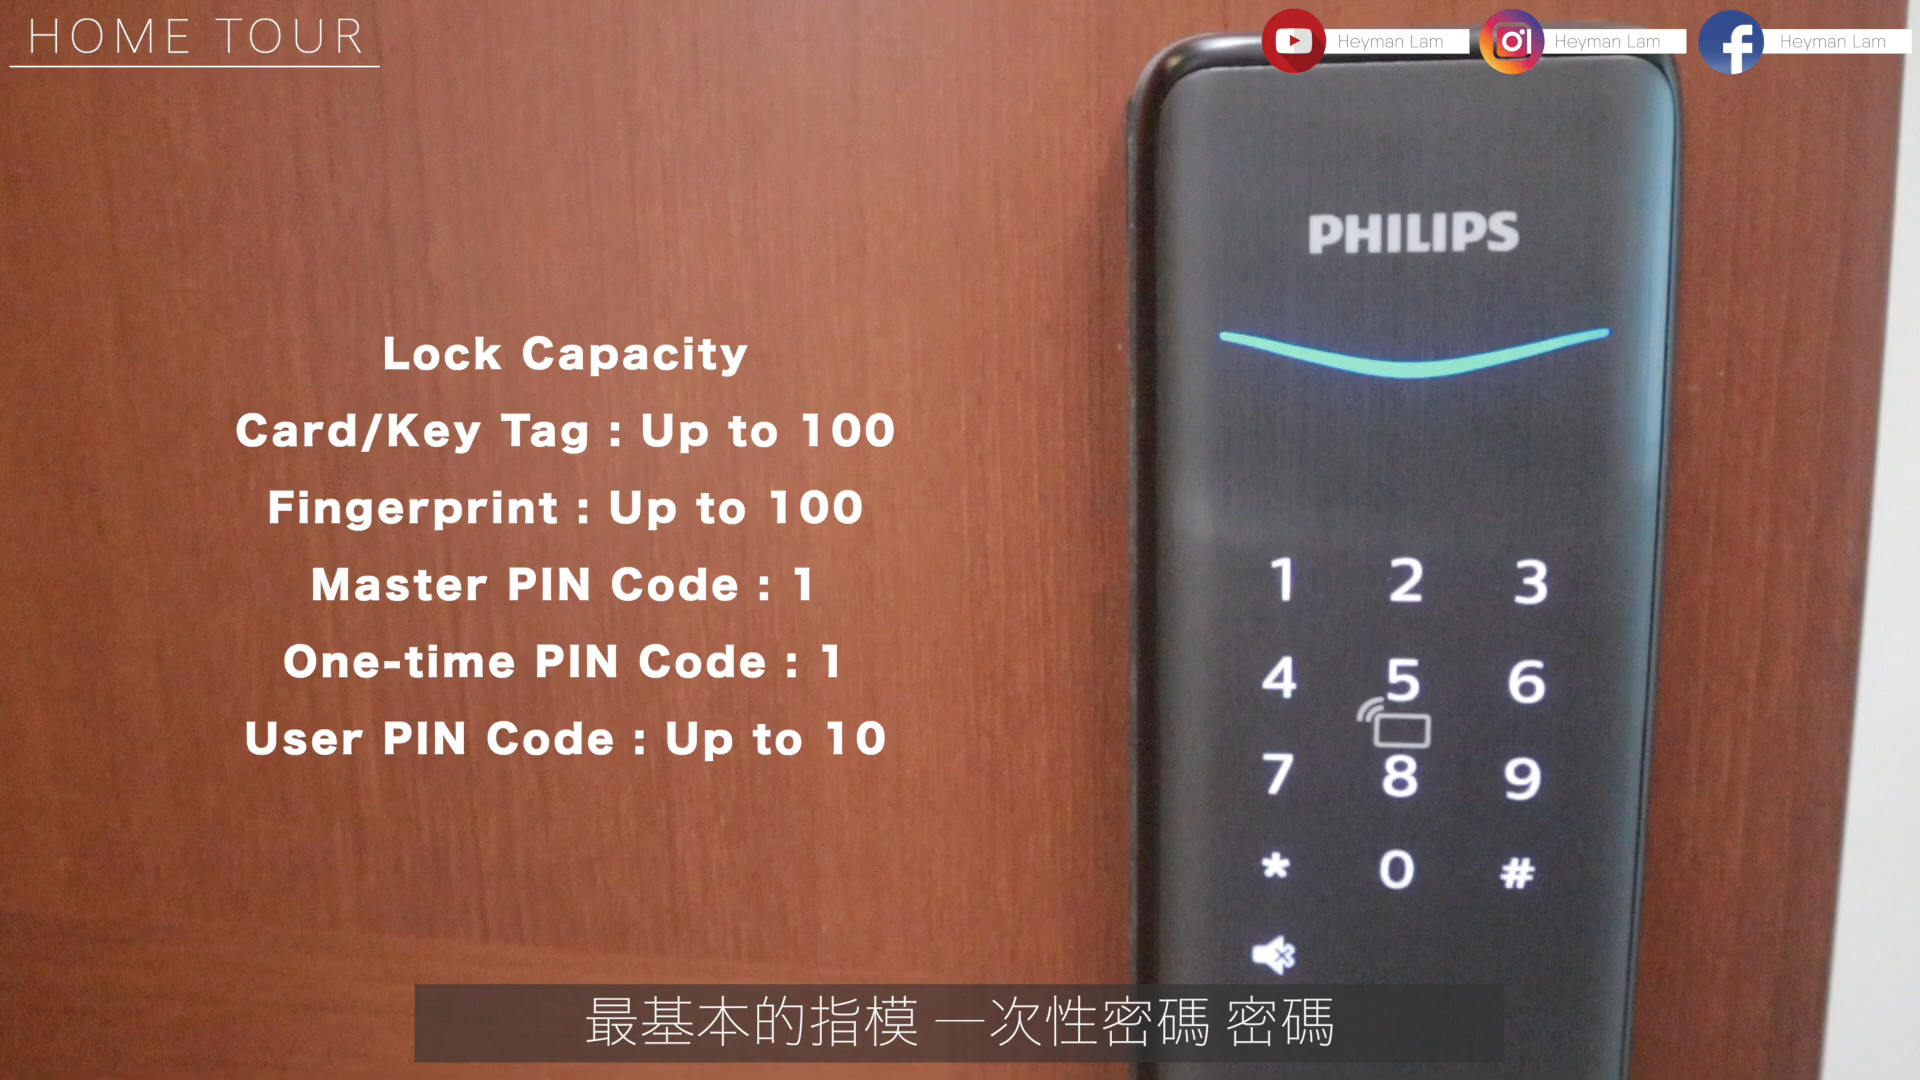 HOME TOUR
Heyman Lam
Heyman Lam
Heyman Lam
PHILIPS
Lock Capacity
Card/Key Tag : Up to 100
Fingerprint : Up to 100
Master PIN Code : 1
One-time PIN Code : 1
User PIN Code : Up to 10
1 2 3
4 5 6
7 8 9
* 0 #
最基本的指模 一次性密碼 密碼